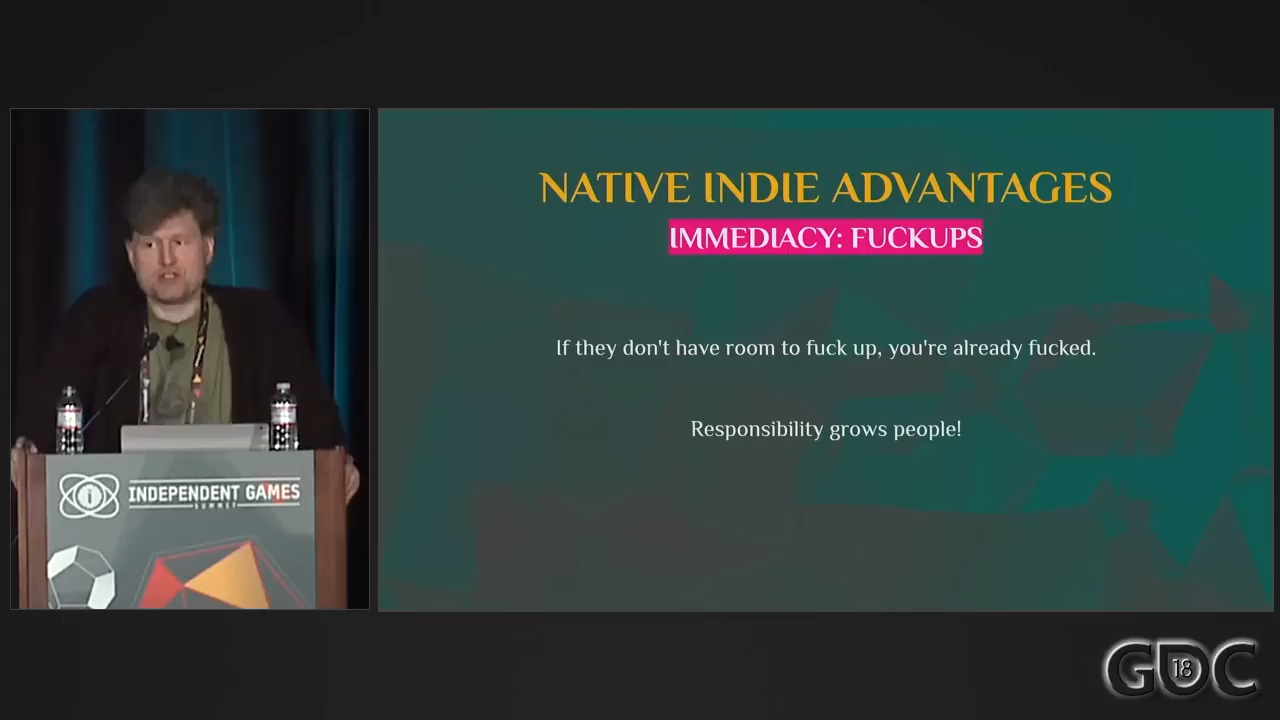 NATIVE INDIE ADVANTAGES
IMMEDIACY: FUCKUPS
If they don't have room to fuck up, you're already fucked.
Responsibility grows people!
i
INDEPENDENT GAMES
SUMMIT
GDC
18